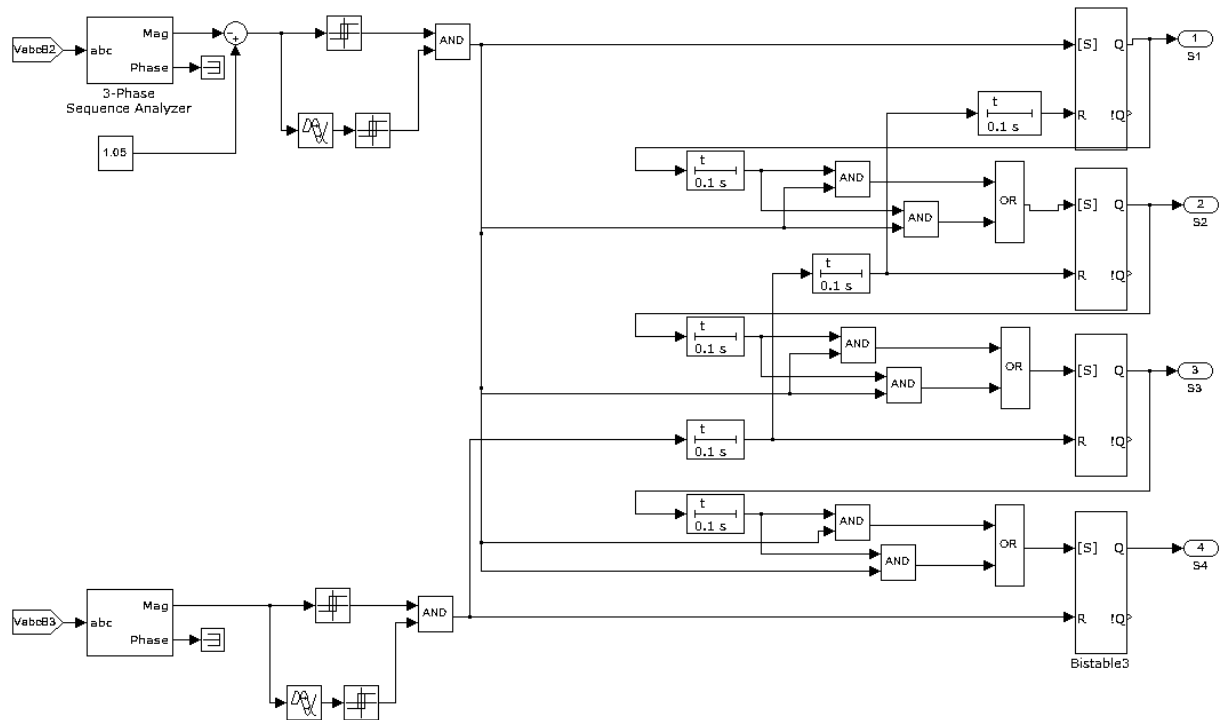 VabcB2
abc
Mag
Phase
3-Phase
Sequence Analyzer
-
+
1.05
AND
[S]
Q
R
!Q
1
S1
t
0.1 s
t
0.1 s
AND
AND
OR
[S]
Q
R
!Q
2
S2
t
0.1 s
t
0.1 s
AND
AND
OR
[S]
Q
R
!Q
3
S3
t
0.1 s
t
0.1 s
AND
AND
OR
[S]
Q
R
!Q
4
S4
Bistable3
VabcB3
abc
Mag
Phase
AND